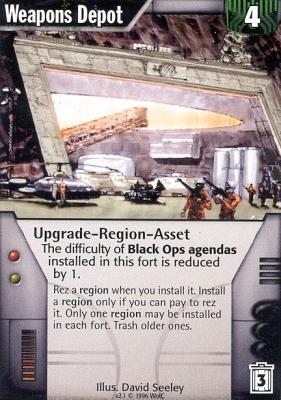 Weapons Depot
4
Upgrade-Region-Asset
The difficulty of Black Ops agendas
installed in this fort is reduced
by 1.
Rez a region when you install it. Install
a region only if you can pay to rez
it. Only one region may be
installed in each fort. Trash older ones.
3
Illus. David Seeley
v2.1 © 1996 WotC